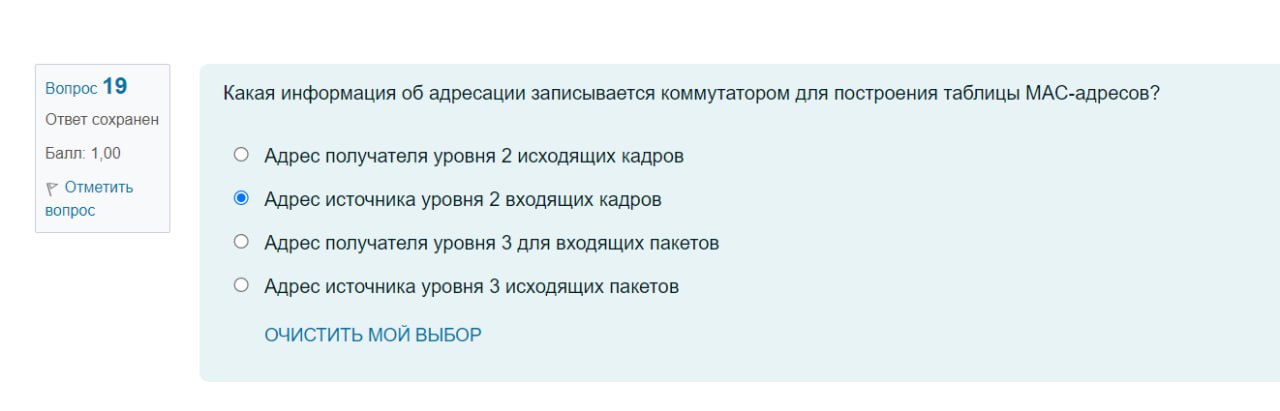 Вопрос 19
Ответ сохранен
Балл: 1,00
Отметить
вопрос
Какая информация об адресации записывается коммутатором для построения таблицы MAC-адресов?
Адрес получателя уровня 2 исходящих кадров
Адрес источника уровня 2 входящих кадров
Адрес получателя уровня 3 для входящих пакетов
Адрес источника уровня 3 исходящих пакетов
ОЧИСТИТЬ МОЙ ВЫБОР